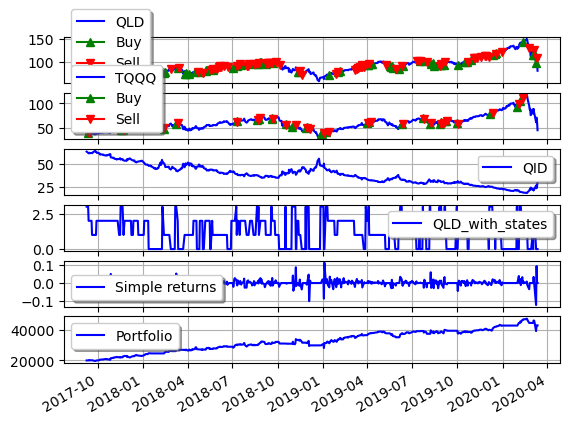 QLD
Buy
Sell
150
100
TQQQ
Buy
Sell
100
50
QID
50
25
QLD_with_states
2.5
0.0
Simple returns
0.1
0.0
−0.1
Portfolio
40000
20000
2017-10 2018-01 2018-04 2018-07 2018-10 2019-01 2019-04 2019-07 2019-10 2020-01 2020-04